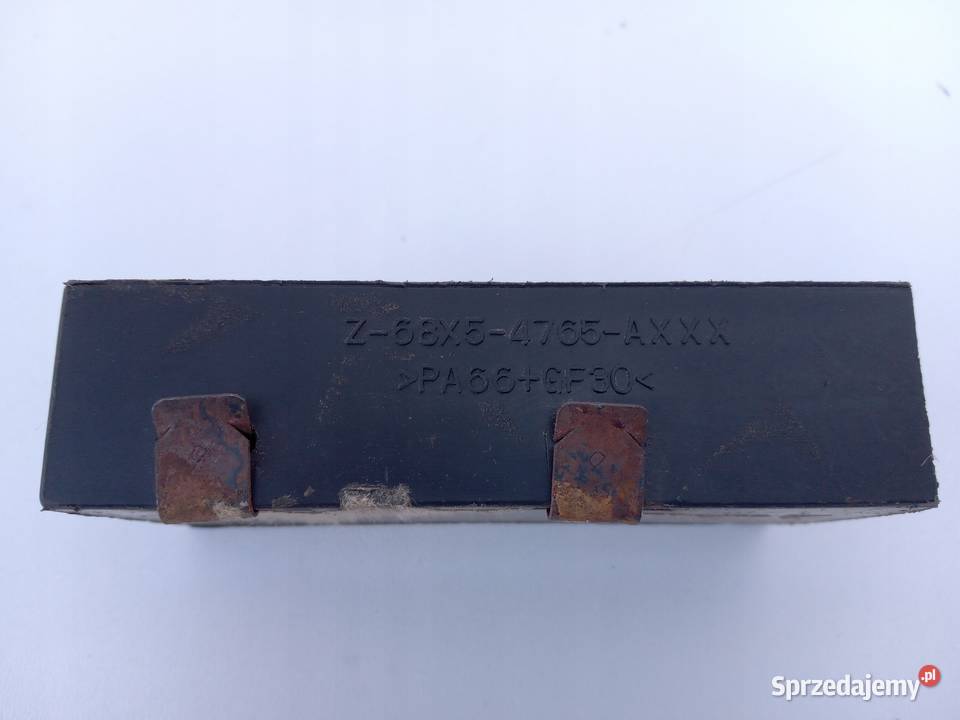 Z-68X5-4765-AXXX
>PA66+GF30<
Sprzedajemy.pl